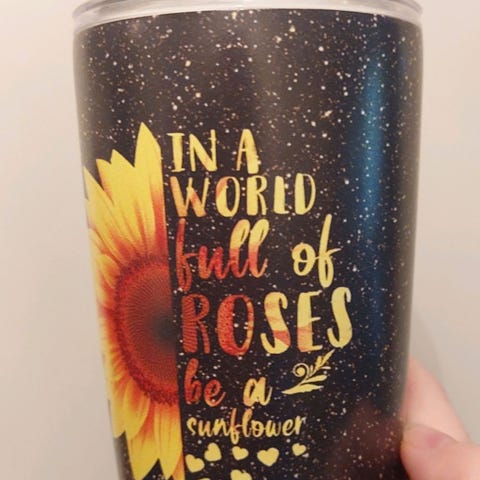 IN A
WORLD
full of
ROSES
be a
sunflower